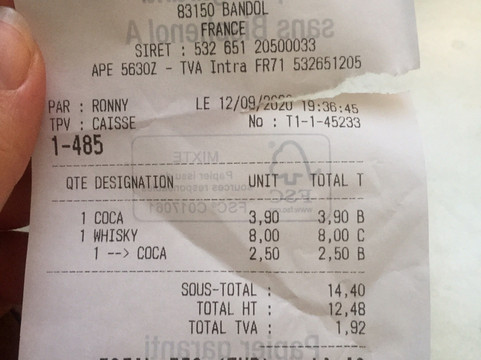 83150 BANDOL
FRANCE
SIRET : 532 651 20500033
APE 5630Z - TVA Intra FR71 532651205
PAR : RONNY LE 12/09/2020 19:36:45
TPV : CAISSE No : T1-1-45233
1-485
QTE DESIGNATION UNIT TOTAL T
1 COCA 3,90 3,90 B
1 WHISKY 8,00 8,00 C
1 --> COCA 2,50 2,50 B
SOUS-TOTAL : 14,40
TOTAL HT : 12,48
TOTAL TVA : 1,92